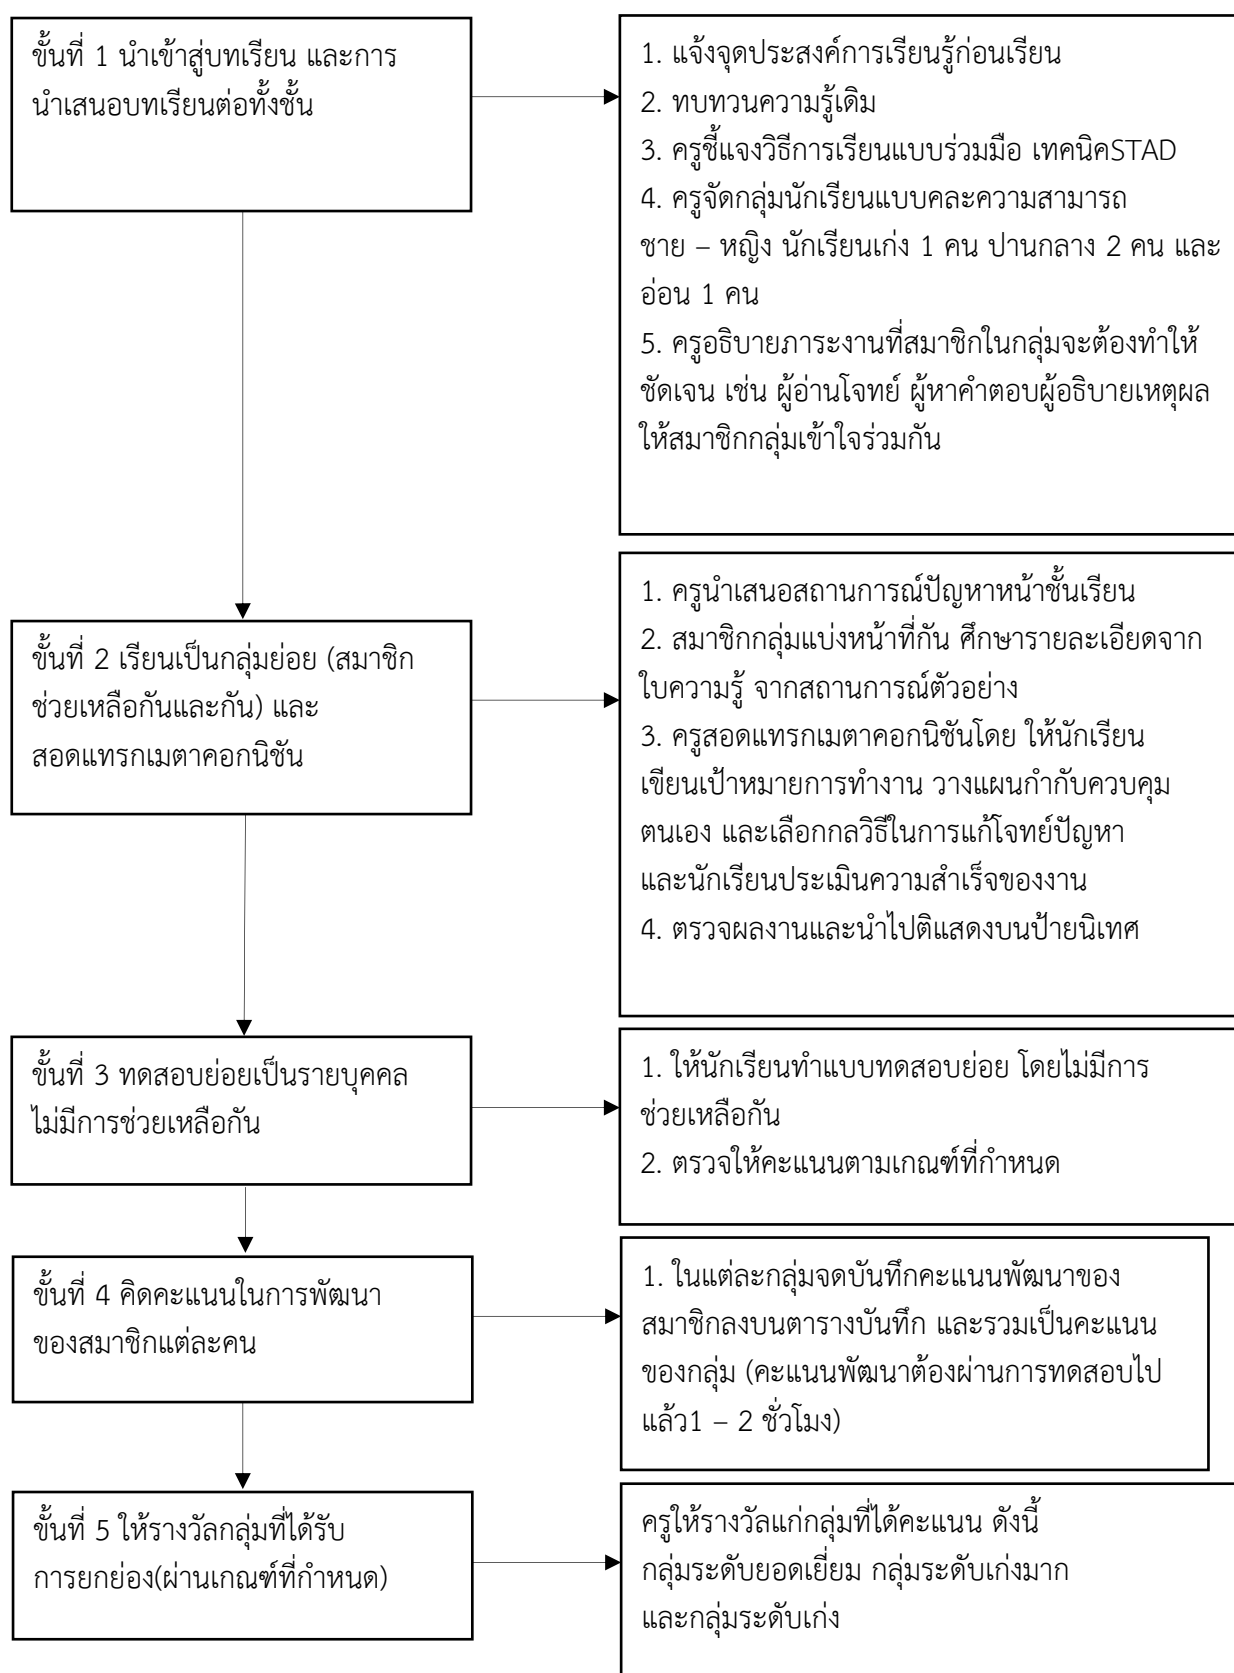 ขั้นที่ 1 นำเข้าสู่บทเรียน และการ
นำเสนอบทเรียนต่อทั้งชั้น
1. แจ้งจุดประสงค์การเรียนรู้ก่อนเรียน
2. ทบทวนความรู้เดิม
3. ครูชี้แจงวิธีการเรียนแบบร่วมมือ เทคนิคSTAD
4. ครูจัดกลุ่มนักเรียนแบบคละความสามารถ
ชาย – หญิง นักเรียนเก่ง 1 คน ปานกลาง 2 คน และ
อ่อน 1 คน
5. ครูอธิบายภาระงานที่สมาชิกในกลุ่มจะต้องทำให้
ชัดเจน เช่น ผู้อ่านโจทย์ ผู้หาคำตอบผู้อธิบายเหตุผล
ให้สมาชิกกลุ่มเข้าใจร่วมกัน
ขั้นที่ 2 เรียนเป็นกลุ่มย่อย (สมาชิก
ช่วยเหลือกันและกัน) และ
สอดแทรกเมตาคอกนิชัน
1. ครูนำเสนอสถานการณ์ปัญหาหน้าชั้นเรียน
2. สมาชิกกลุ่มแบ่งหน้าที่กัน ศึกษารายละเอียดจาก
ใบความรู้ จากสถานการณ์ตัวอย่าง
3. ครูสอดแทรกเมตาคอกนิชันโดย ให้นักเรียน
เขียนเป้าหมายการทำงาน วางแผนกำกับควบคุม
ตนเอง และเลือกกลวิธีในการแก้โจทย์ปัญหา
และนักเรียนประเมินความสำเร็จของงาน
4. ตรวจผลงานและนำไปติแสดงบนป้ายนิเทศ
ขั้นที่ 3 ทดสอบย่อยเป็นรายบุคคล
ไม่มีการช่วยเหลือกัน
1. ให้นักเรียนทำแบบทดสอบย่อย โดยไม่มีการ
ช่วยเหลือกัน
2. ตรวจให้คะแนนตามเกณฑ์ที่กำหนด
ขั้นที่ 4 คิดคะแนนในการพัฒนา
ของสมาชิกแต่ละคน
1. ในแต่ละกลุ่มจดบันทึกคะแนนพัฒนาของ
สมาชิกลงบนตารางบันทึก และรวมเป็นคะแนน
ของกลุ่ม (คะแนนพัฒนาต้องผ่านการทดสอบไป
แล้ว1 – 2 ชั่วโมง)
ขั้นที่ 5 ให้รางวัลกลุ่มที่ได้รับ
การยกย่อง(ผ่านเกณฑ์ที่กำหนด)
ครูให้รางวัลแก่กลุ่มที่ได้คะแนน ดังนี้
กลุ่มระดับยอดเยี่ยม กลุ่มระดับเก่งมาก
และกลุ่มระดับเก่ง